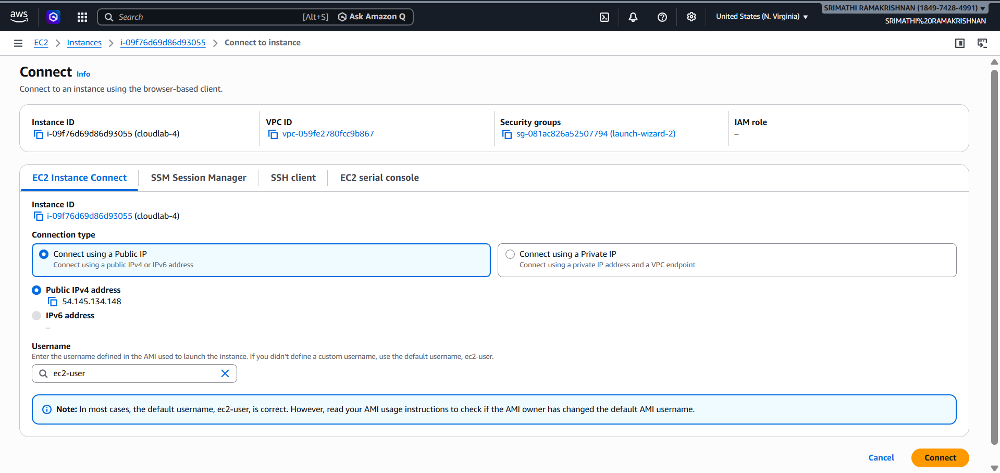 aws
Search [Alt+S] Ask Amazon Q
United States (N. Virginia)
SRIMATHI RAMAKRISHNAN (1849-7428-4991)
SRIMATHI%20RAMAKRISHNAN
EC2 Instances i-09f76d69d86d93055 Connect to instance
Connect Info
Connect to an instance using the browser-based client.
Instance ID
i-09f76d69d86d93055 (cloudlab-4)
VPC ID
vpc-059fe2780fcc9b867
Security groups
sg-081ac826a52507794 (launch-wizard-2)
IAM role
–
EC2 Instance Connect SSM Session Manager SSH client EC2 serial console
Instance ID
i-09f76d69d86d93055 (cloudlab-4)
Connection type
Connect using a Public IP
Connect using a public IPv4 or IPv6 address
Connect using a Private IP
Connect using a private IP address and a VPC endpoint
Public IPv4 address
54.145.134.148
IPv6 address
–
Username
Enter the username defined in the AMI used to launch the instance. If you didn't define a custom username, use the default username, ec2-user.
ec2-user
Note: In most cases, the default username, ec2-user, is correct. However, read your AMI usage instructions to check if the AMI owner has changed the default AMI username.
Cancel Connect